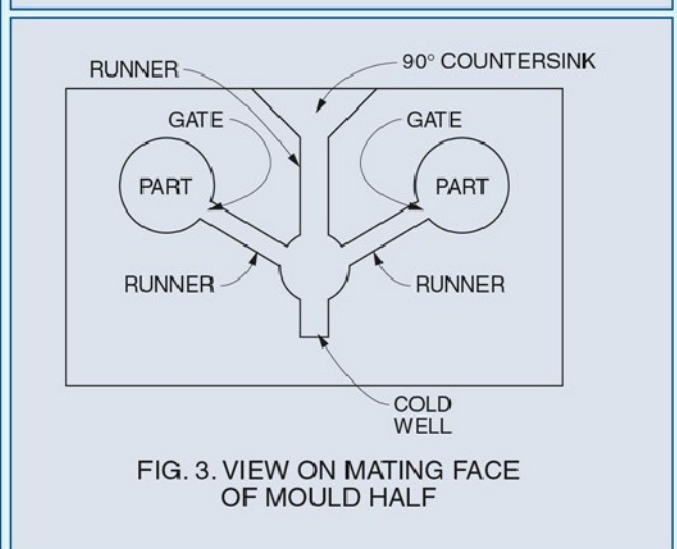 RUNNER
90° COUNTERSINK
GATE
GATE
PART
PART
RUNNER
RUNNER
COLD
WELL
FIG. 3. VIEW ON MATING FACE
OF MOULD HALF